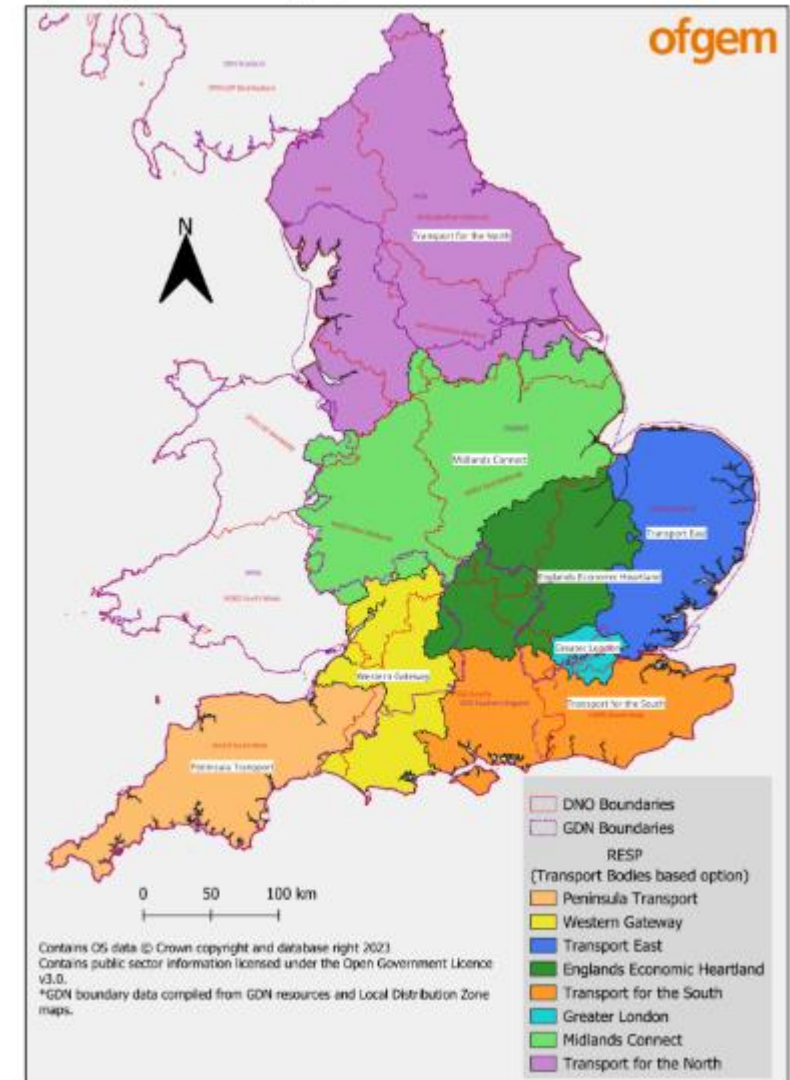 ofgem
N
Transport for the North
Midlands Connect
Transport East
Englands Economic Heartland
Greater London
Western Gateway
Transport for the South
Peninsula Transport
DNO Boundaries
GDN Boundaries
RESP
(Transport Bodies based option)
Peninsula Transport
Western Gateway
Transport East
Englands Economic Heartland
Transport for the South
Greater London
Midlands Connect
Transport for the North
0 50 100 km
Contains OS data © Crown copyright and database right 2023
Contains public sector information licensed under the Open Government Licence
v3.0.
*GDN boundary data compiled from GDN resources and Local Distribution Zone
maps.